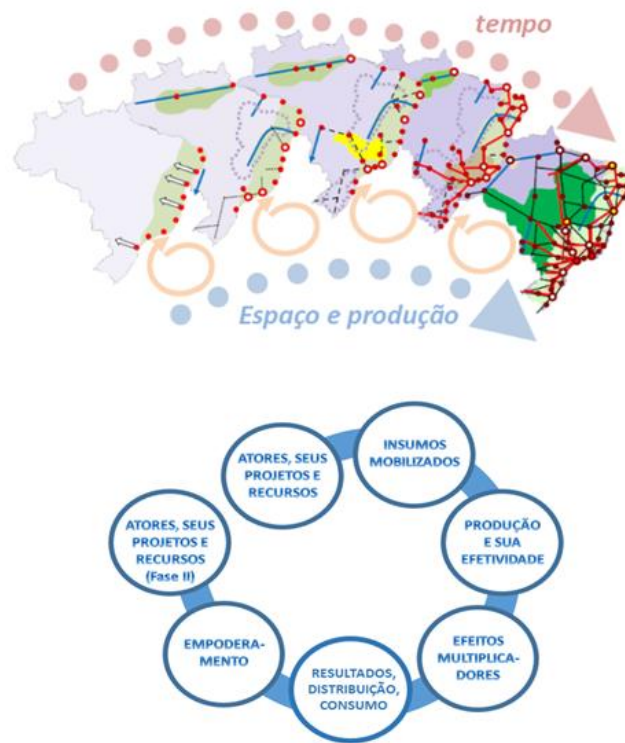 tempo
Espaço e produção
ATORES, SEUS
PROJETOS E
RECURSOS
INSUMOS
MOBILIZADOS
PRODUÇÃO
E SUA
EFETIVIDADE
EFEITOS
MULTIPLICA-
DORES
RESULTADOS,
DISTRIBUIÇÃO,
CONSUMO
EMPODERA-
MENTO
ATORES, SEUS
PROJETOS E
RECURSOS
(Fase II)